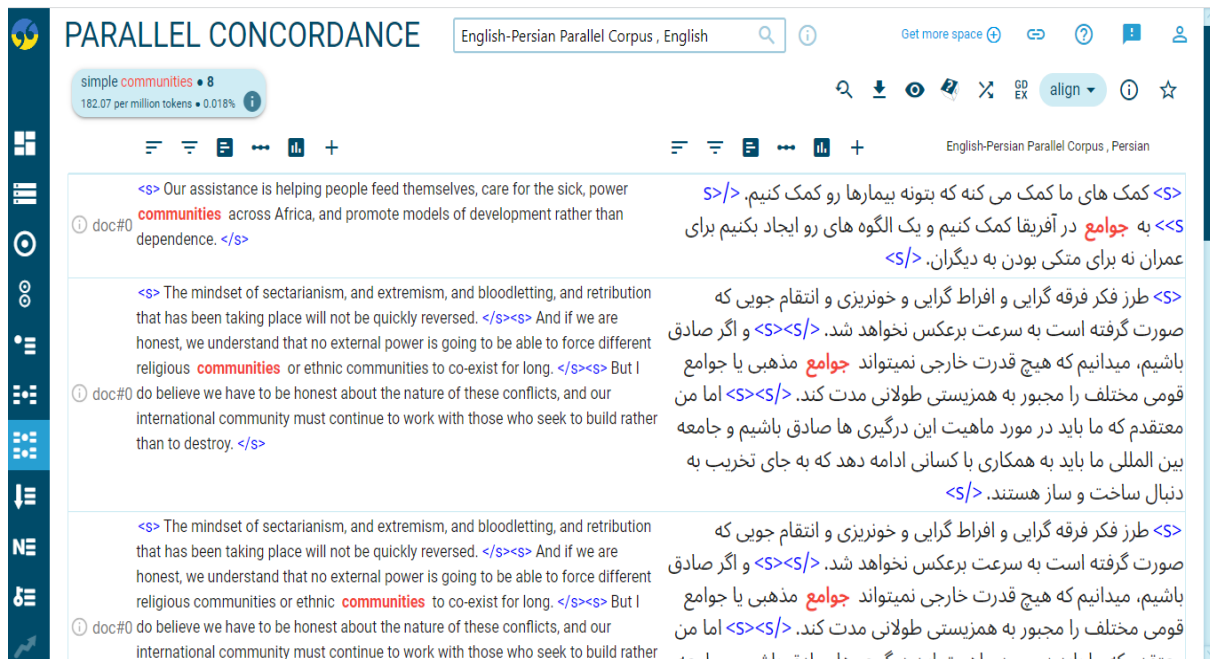 PARALLEL CONCORDANCE
English-Persian Parallel Corpus , English
Get more space
simple communities • 8
182.07 per million tokens • 0.018%
GD
EX
align
English-Persian Parallel Corpus , Persian
doc#0
<s> Our assistance is helping people feed themselves, care for the sick, power
communities across Africa, and promote models of development rather than
dependence. </s>
<s> کمک های ما کمک می کنه که بتونه بیمارها رو کمک کنیم. </s>
<s> به جوامع در آفریقا کمک کنیم و یک الگوه های رو ایجاد بکنیم برای
عمران نه برای متکی بودن به دیگران. </s>
doc#0
<s> The mindset of sectarianism, and extremism, and bloodletting, and retribution
that has been taking place will not be quickly reversed. </s><s> And if we are
honest, we understand that no external power is going to be able to force different
religious communities or ethnic communities to co-exist for long. </s><s> But I
do believe we have to be honest about the nature of these conflicts, and our
international community must continue to work with those who seek to build rather
than to destroy. </s>
<s> طرز فکر فرقه گرایی و افراط گرایی و خونریزی و انتقام جویی که
صورت گرفته است به سرعت برعکس نخواهد شد. </s><s> و اگر صادق
باشیم، میدانیم که هیچ قدرت خارجی نمیتواند جوامع مذهبی یا جوامع
قومی مختلف را مجبور به همزیستی طولانی مدت کند. </s><s> اما من
معتقدم که ما باید در مورد ماهیت این درگیری ها صادق باشیم و جامعه
بین المللی ما باید به همکاری با کسانی ادامه دهد که به جای تخریب به
دنبال ساخت و ساز هستند. </s>
doc#0
<s> The mindset of sectarianism, and extremism, and bloodletting, and retribution
that has been taking place will not be quickly reversed. </s><s> And if we are
honest, we understand that no external power is going to be able to force different
religious communities or ethnic communities to co-exist for long. </s><s> But I
do believe we have to be honest about the nature of these conflicts, and our
international community must continue to work with those who seek to build rather
<s> طرز فکر فرقه گرایی و افراط گرایی و خونریزی و انتقام جویی که
صورت گرفته است به سرعت برعکس نخواهد شد. </s><s> و اگر صادق
باشیم، میدانیم که هیچ قدرت خارجی نمیتواند جوامع مذهبی یا جوامع
قومی مختلف را مجبور به همزیستی طولانی مدت کند. </s><s> اما من